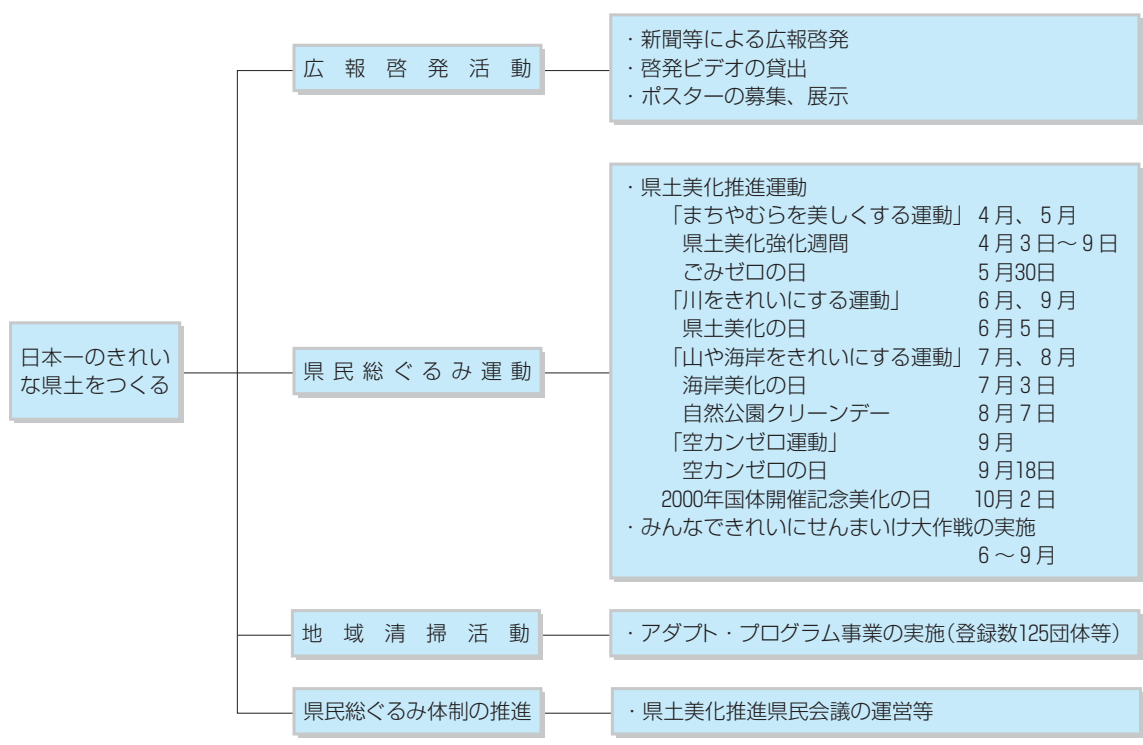 日本一のきれい
な県土をつくる
広報啓発活動
・新聞等による広報啓発
・啓発ビデオの貸出
・ポスターの募集、展示
県民総ぐるみ運動
・県土美化推進運動
「まちやむらを美しくする運動」 4月、5月
県土美化強化週間 4月3日～9日
ごみゼロの日 5月30日
「川をきれいにする運動」 6月、9月
県土美化の日 6月5日
「山や海岸をきれいにする運動」 7月、8月
海岸美化の日 7月3日
自然公園クリーンデー 8月7日
「空カンゼロ運動」 9月
空カンゼロの日 9月18日
2000年国体開催記念美化の日 10月2日
・みんなできれいにせんまいけ大作戦の実施
6～9月
地域清掃活動
・アダプト・プログラム事業の実施(登録数125団体等)
県民総ぐるみ体制の推進
・県土美化推進県民会議の運営等